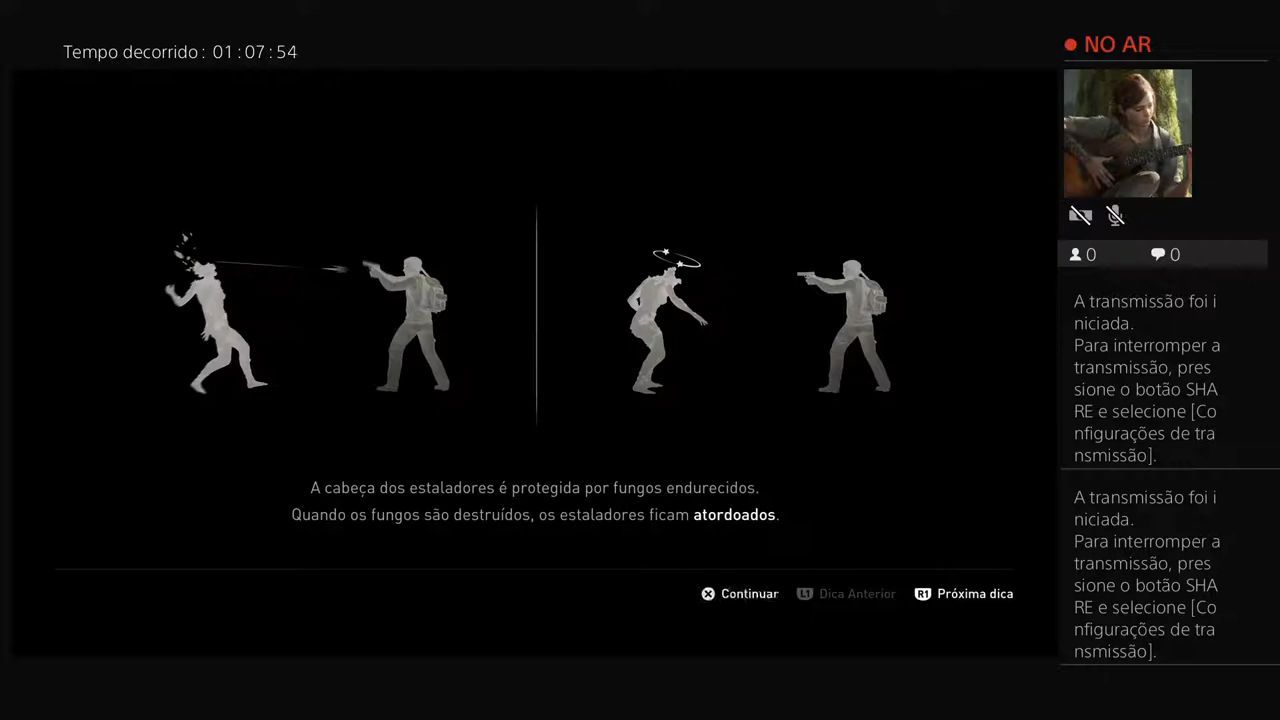 Tempo decorrido: 01:07:54
NO AR
0 0
A transmissão foi i
niciada.
Para interromper a
transmissão, pres
sione o botão SHA
RE e selecione [Co
nfigurações de tra
nsmissão].
A transmissão foi i
niciada.
Para interromper a
transmissão, pres
sione o botão SHA
RE e selecione [Co
nfigurações de tra
nsmissão].
A cabeça dos estaladores é protegida por fungos endurecidos.
Quando os fungos são destruídos, os estaladores ficam atordoados.
X Continuar L1 Dica Anterior R1 Próxima dica